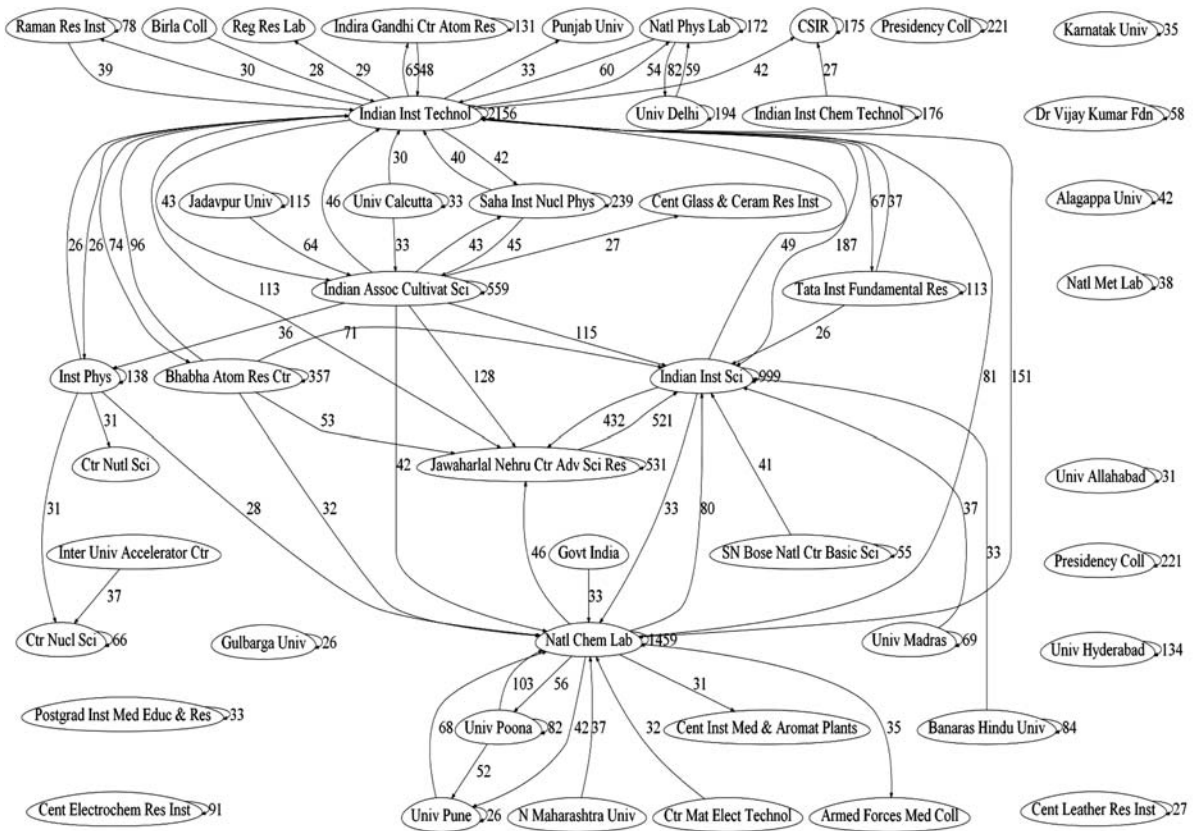 Raman Res Inst 78 Birla Coll Reg Res Lab Indira Gandhi Ctr Atom Res 131 Punjab Univ Natl Phys Lab 172 CSIR 175 Presidency Coll 221 Karnatak Univ 35
39 30 28 29 65 48 33 60 54 82 59 42 27
Indian Inst Technol 2156 Univ Delhi 194 Indian Inst Chem Technol 176 Dr Vijay Kumar Fdn 58
30 40 42
Jadavpur Univ 115 Univ Calcutta 33 Saha Inst Nucl Phys 239 Cent Glass & Ceram Res Inst Alagappa Univ 42
43 46 67 37
26 26 74 96 64 33 43 45 27 49 187
113 Indian Assoc Cultivat Sci 559 Tata Inst Fundamental Res 113 Natl Met Lab 38
36 71 115 26
Inst Phys 138 Bhabha Atom Res Ctr 357 128 Indian Inst Sci 999 81 151
31 53 432 521
Ctr Nutl Sci 42 Jawaharlal Nehru Ctr Adv Sci Res 531 41 Univ Allahabad 31
31 28 32 33 80 37
Inter Univ Accelerator Ctr 46 Govt India SN Bose Natl Ctr Basic Sci 55 33 Presidency Coll 221
37 33
Ctr Nucl Sci 66 Gulbarga Univ 26 Natl Chem Lab 1459 Univ Madras 69 Univ Hyderabad 134
103 56 31
Postgrad Inst Med Educ & Res 33 68 Univ Poona 82 42 37 32 Cent Inst Med & Aromat Plants 35 Banaras Hindu Univ 84
52
Cent Electrochem Res Inst 91 Univ Pune 26 N Maharashtra Univ Ctr Mat Elect Technol Armed Forces Med Coll Cent Leather Res Inst 27